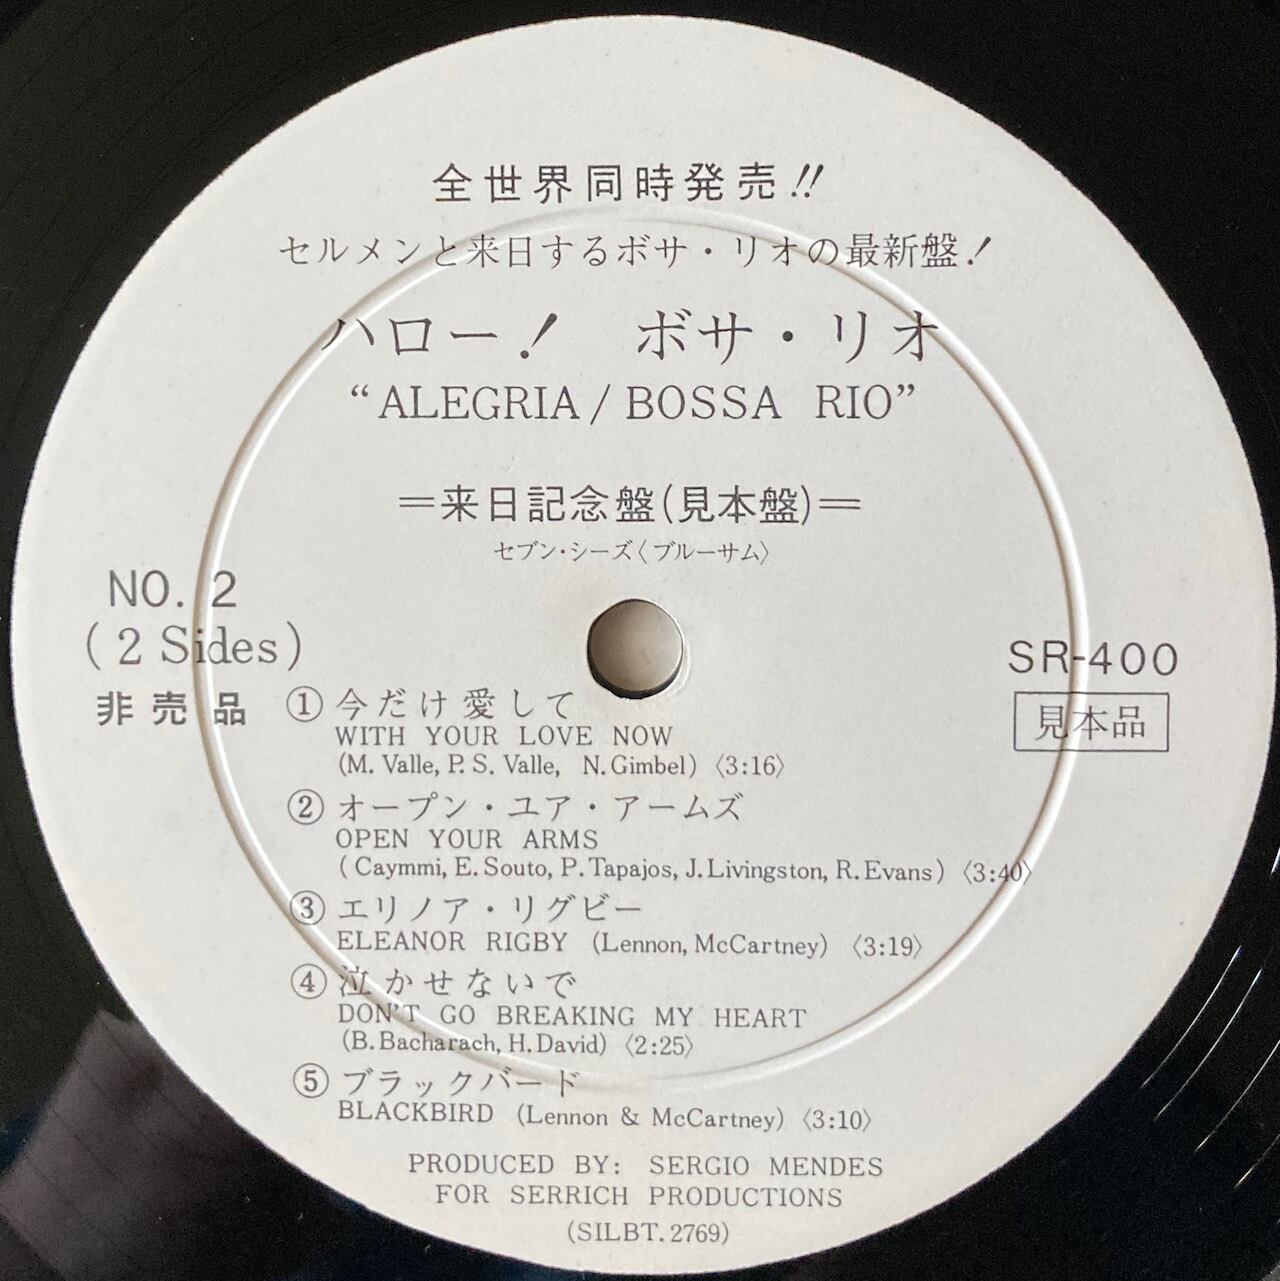 全世界同時発売!!
セルメンと来日するボサ・リオの最新盤!
ハロー! ボサ・リオ
“ALEGRIA/BOSSA RIO”
=来日記念盤(見本盤)=
セブン・シーズ〈ブルーサム〉
NO. 2
(2 Sides)
非売品
SR-400
見本品
① 今だけ愛して
WITH YOUR LOVE NOW
(M. Valle, P. S. Valle, N. Gimbel) 〈3:16〉
② オープン・ユア・アームズ
OPEN YOUR ARMS
(Caymmi, E. Souto, P. Tapajos, J. Livingston, R. Evans) 〈3:40〉
③ エリノア・リグビー
ELEANOR RIGBY (Lennon, McCartney) 〈3:19〉
④ 泣かせないで
DON'T GO BREAKING MY HEART
(B. Bacharach, H. David) 〈2:25〉
⑤ ブラックバード
BLACKBIRD (Lennon & McCartney) 〈3:10〉
PRODUCED BY: SERGIO MENDES
FOR SERRICH PRODUCTIONS
(SILBT. 2769)